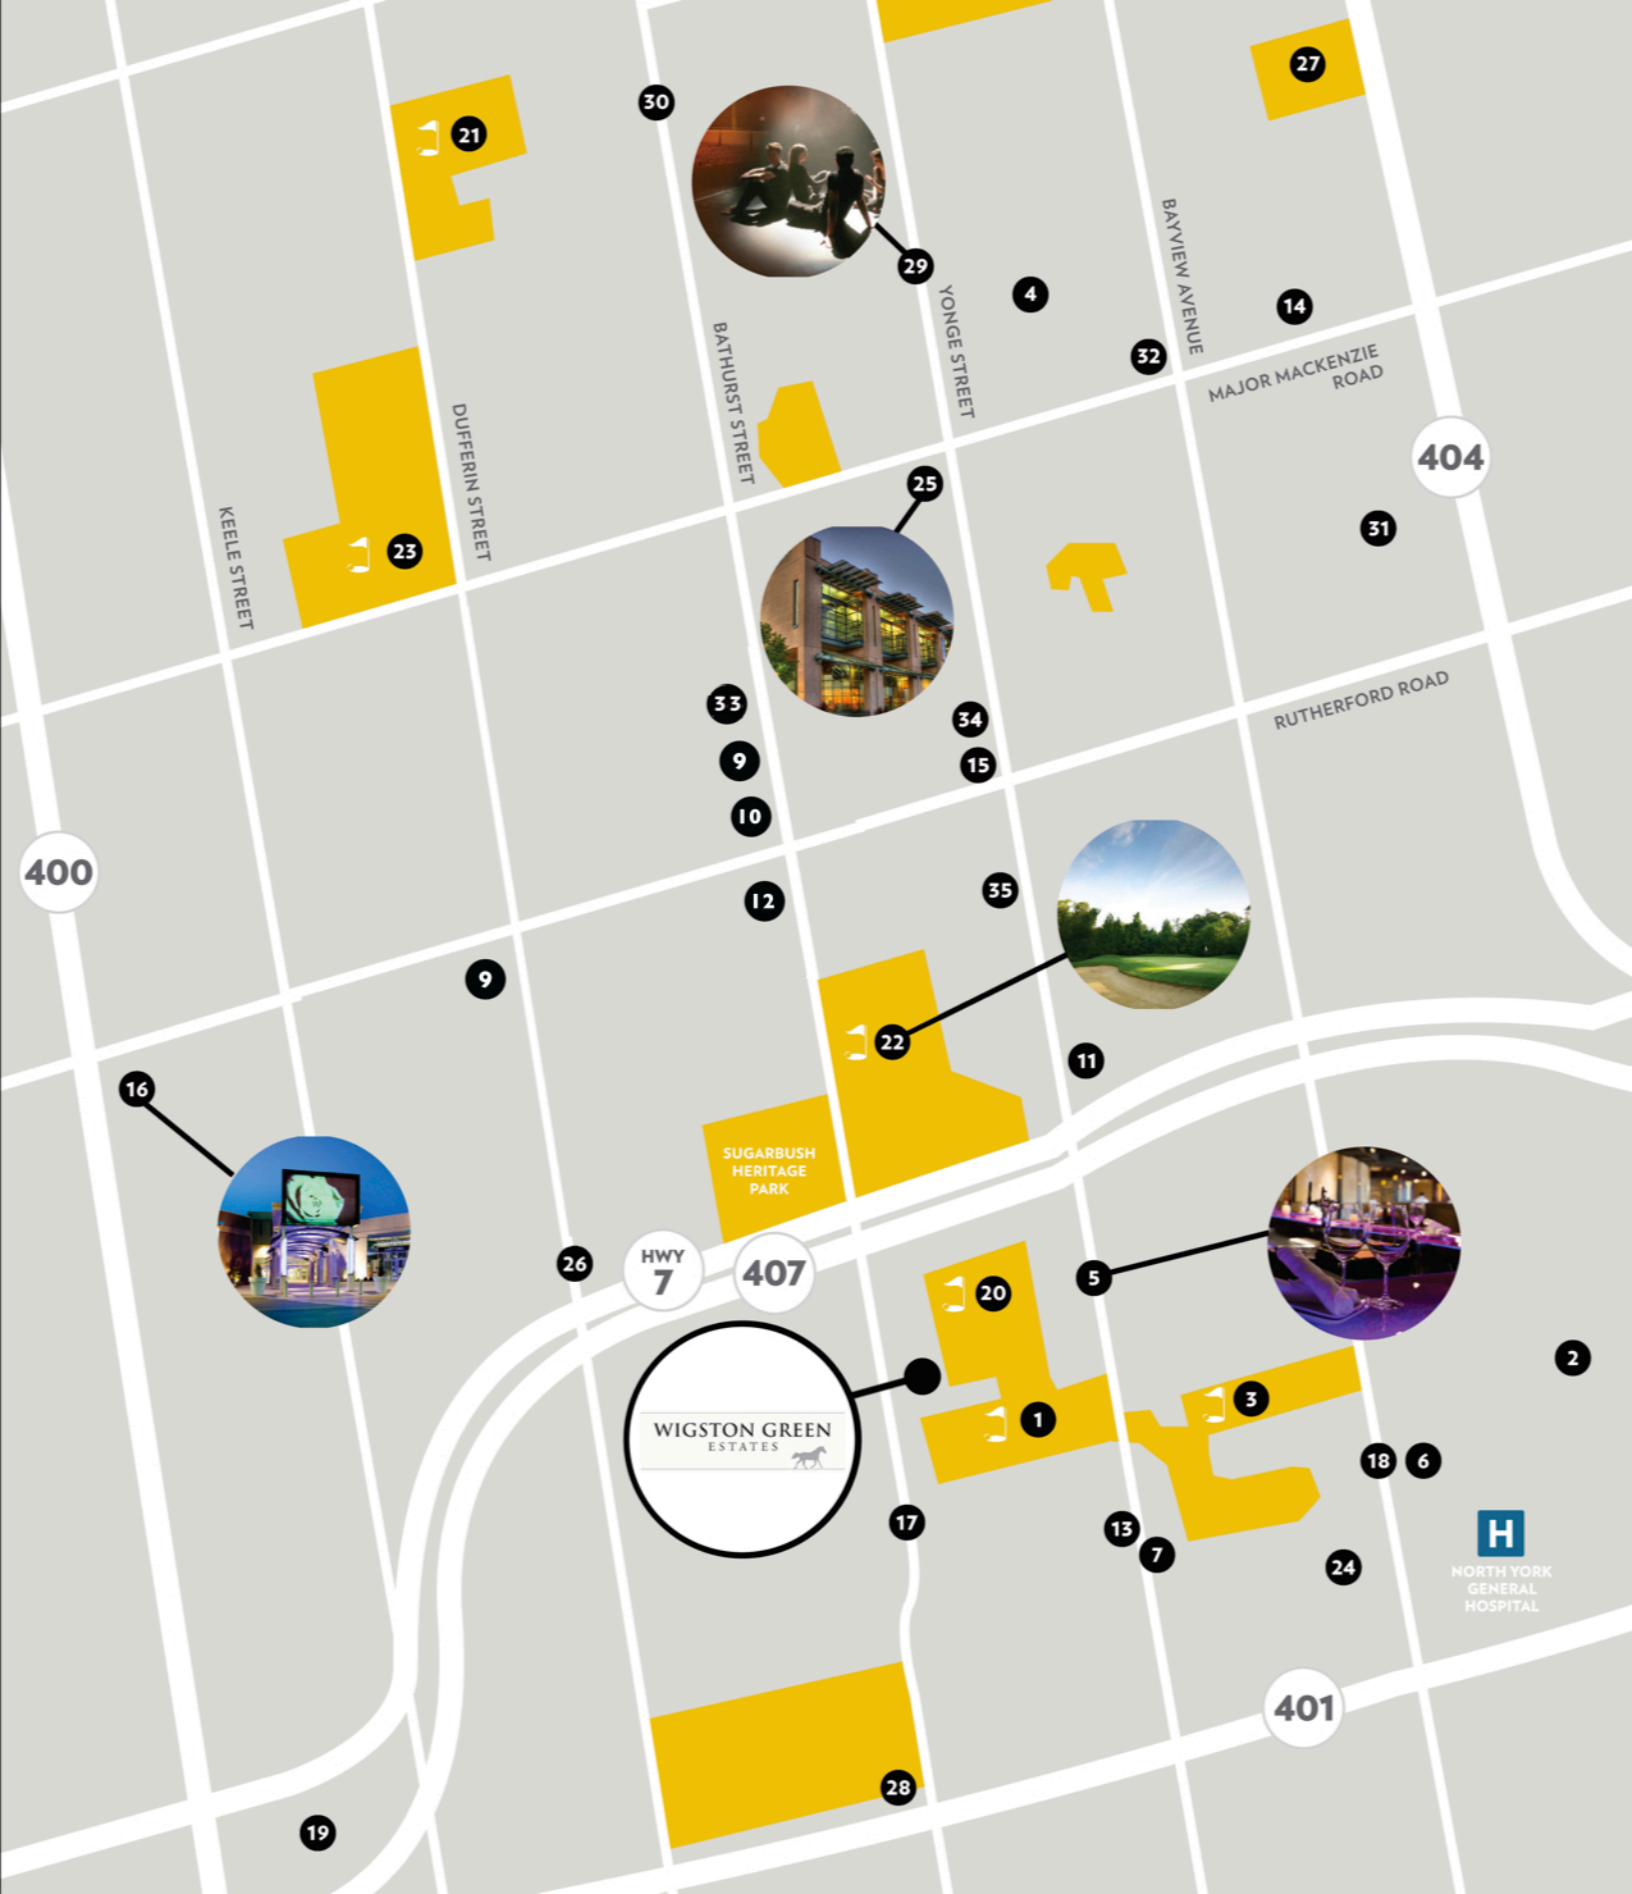 27
30
21
29
4
14
BAYVIEW AVENUE
YONGE STREET
32
MAJOR MACKENZIE
ROAD
BATHURST STREET
DUFFERIN STREET
404
25
KEELE STREET
23
31
33
34
RUTHERFORD ROAD
9
15
10
400
35
12
9
22
11
16
SUGARBUSH
HERITAGE
PARK
26
HWY
7
407
5
20
2
3
1
WIGSTON GREEN
ESTATES
18
6
17
13
7
H
24
NORTH YORK
GENERAL
HOSPITAL
401
28
19